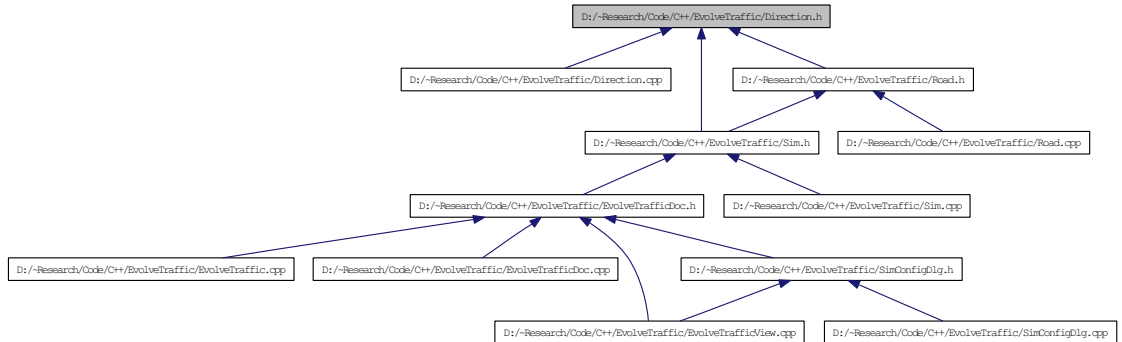 D:/~Research/Code/C++/EvolveTraffic/Direction.h
D:/~Research/Code/C++/EvolveTraffic/Direction.cpp
D:/~Research/Code/C++/EvolveTraffic/Road.h
D:/~Research/Code/C++/EvolveTraffic/Sim.h
D:/~Research/Code/C++/EvolveTraffic/Road.cpp
D:/~Research/Code/C++/EvolveTraffic/EvolveTrafficDoc.h
D:/~Research/Code/C++/EvolveTraffic/Sim.cpp
D:/~Research/Code/C++/EvolveTraffic/EvolveTraffic.cpp
D:/~Research/Code/C++/EvolveTraffic/EvolveTrafficDoc.cpp
D:/~Research/Code/C++/EvolveTraffic/SimConfigDlg.h
D:/~Research/Code/C++/EvolveTraffic/EvolveTrafficView.cpp
D:/~Research/Code/C++/EvolveTraffic/SimConfigDlg.cpp